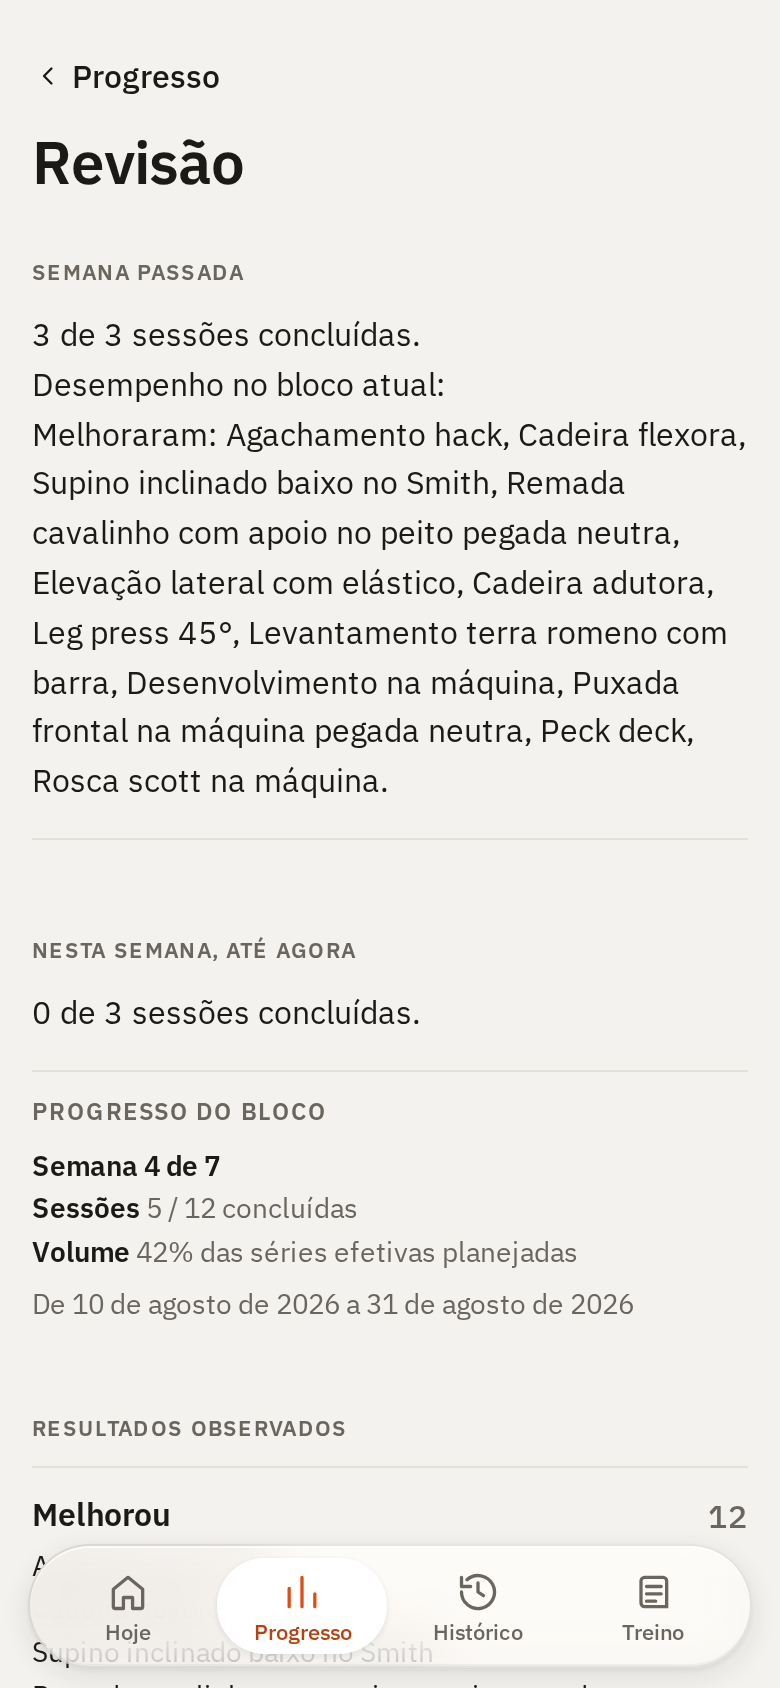 Progresso
Revisão
SEMANA PASSADA
3 de 3 sessões concluídas.
Desempenho no bloco atual:
Melhoraram: Agachamento hack, Cadeira flexora,
Supino inclinado baixo no Smith, Remada
cavalinho com apoio no peito pegada neutra,
Elevação lateral com elástico, Cadeira adutora,
Leg press 45°, Levantamento terra romeno com
barra, Desenvolvimento na máquina, Puxada
frontal na máquina pegada neutra, Peck deck,
Rosca scott na máquina.
NESTA SEMANA, ATÉ AGORA
0 de 3 sessões concluídas.
PROGRESSO DO BLOCO
Semana 4 de 7
Sessões 5 / 12 concluídas
Volume 42% das séries efetivas planejadas
De 10 de agosto de 2026 a 31 de agosto de 2026
RESULTADOS OBSERVADOS
Melhorou 12
Hoje Progresso Histórico Treino
Supino inclinado baixo no Smith